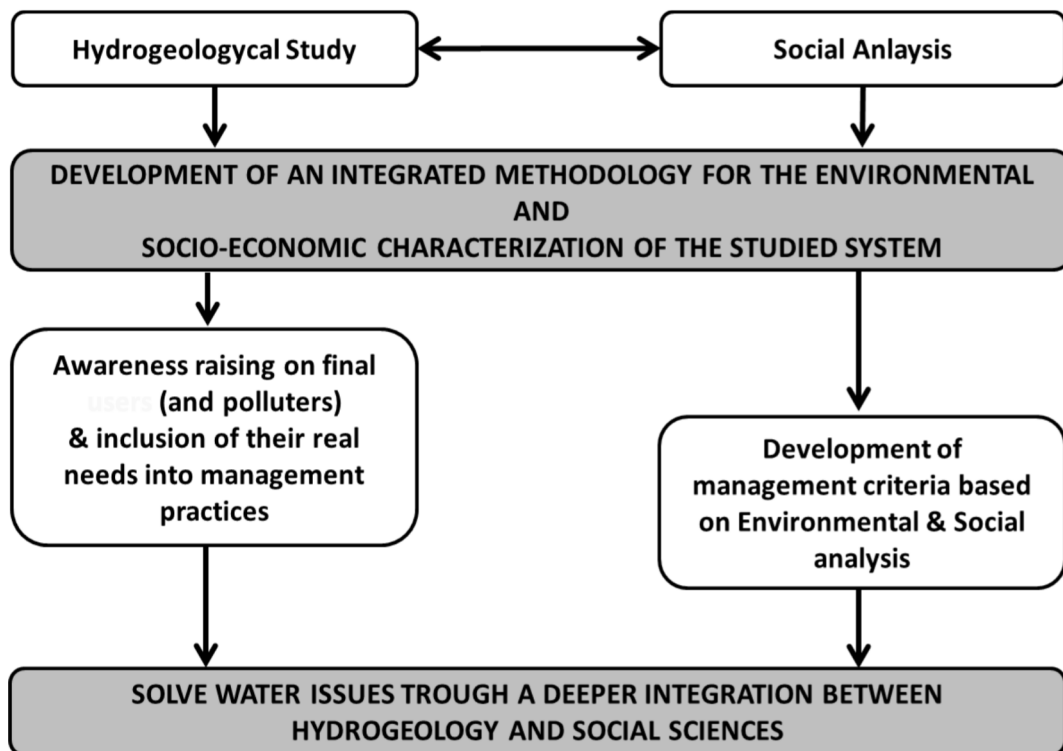 Hydrogeologycal Study
Social Anlaysis
DEVELOPMENT OF AN INTEGRATED METHODOLOGY FOR THE ENVIRONMENTAL
AND
SOCIO-ECONOMIC CHARACTERIZATION OF THE STUDIED SYSTEM
Awareness raising on final
users (and polluters)
& inclusion of their real
needs into management
practices
Development of
management criteria based
on Environmental & Social
analysis
SOLVE WATER ISSUES TROUGH A DEEPER INTEGRATION BETWEEN
HYDROGEOLOGY AND SOCIAL SCIENCES